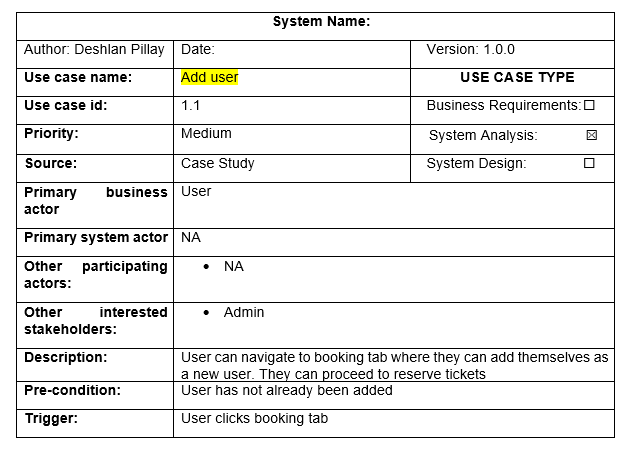 System Name:
Author: Deshlan Pillay Date: Version: 1.0.0
Use case name: Add user USE CASE TYPE
Use case id: 1.1 Business Requirements: ☐
Priority: Medium System Analysis: ☒
Source: Case Study System Design: ☐
Primary business User
actor
Primary system actor NA
Other participating • NA
actors:
Other interested • Admin
stakeholders:
Description: User can navigate to booking tab where they can add themselves as
a new user. They can proceed to reserve tickets
Pre-condition: User has not already been added
Trigger: User clicks booking tab